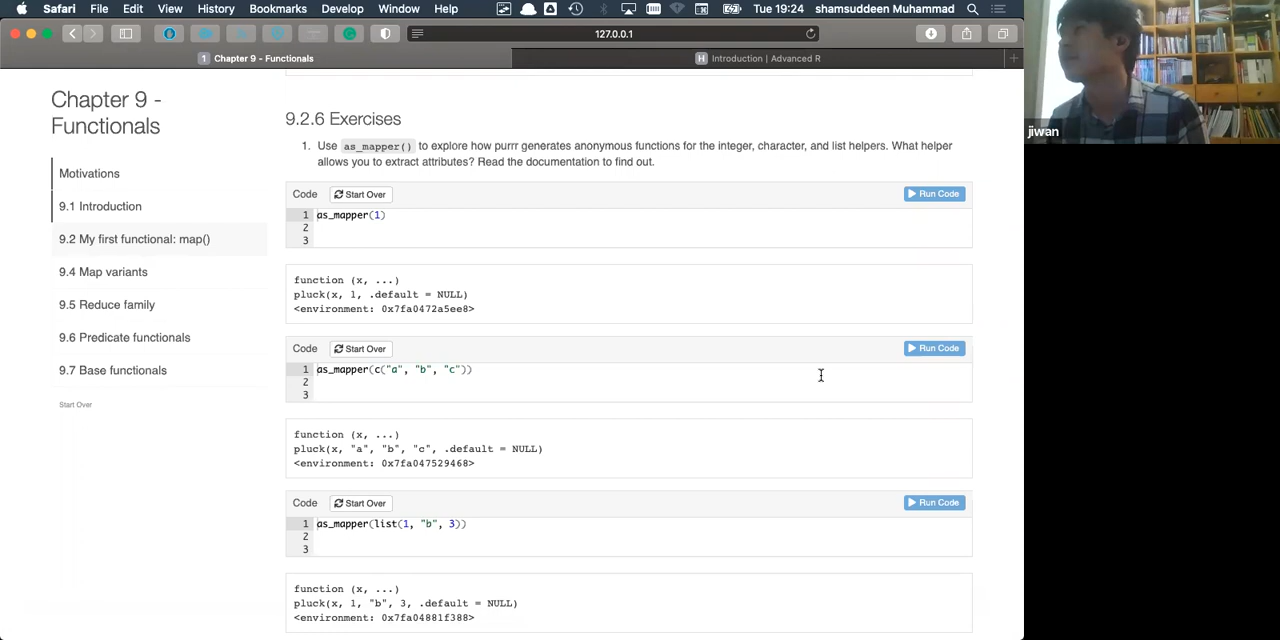 Safari File Edit View History Bookmarks Develop Window Help Tue 19:24 shamsuddeen Muhammad
127.0.0.1
1 Chapter 9 - Functionals
H Introduction | Advanced R
jiwan
Chapter 9 -
Functionals
Motivations
9.1 Introduction
9.2 My first functional: map()
9.4 Map variants
9.5 Reduce family
9.6 Predicate functionals
9.7 Base functionals
Start Over
9.2.6 Exercises
1. Use as_mapper() to explore how purrr generates anonymous functions for the integer, character, and list helpers. What helper
allows you to extract attributes? Read the documentation to find out.
Code Start Over Run Code
1 as_mapper(1)
2
3
function (x, ...)
pluck(x, 1, .default = NULL)
<environment: 0x7fa0472a5ee8>
Code Start Over Run Code
1 as_mapper(c("a", "b", "c"))
2
3
function (x, ...)
pluck(x, "a", "b", "c", .default = NULL)
<environment: 0x7fa047529468>
Code Start Over Run Code
1 as_mapper(list(1, "b", 3))
2
3
function (x, ...)
pluck(x, 1, "b", 3, .default = NULL)
<environment: 0x7fa04881f388>